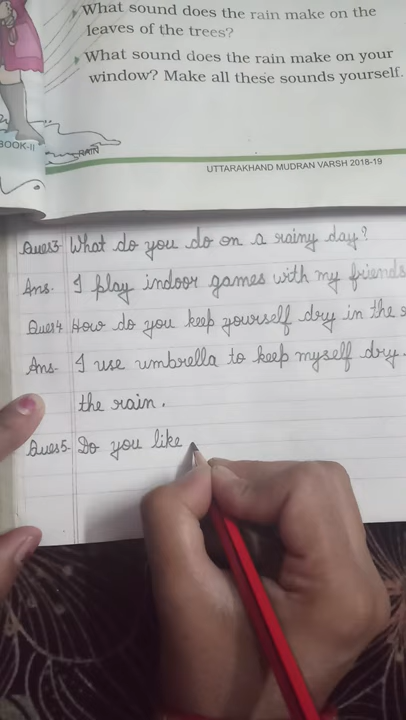 What sound does the rain make on the
leaves of the trees?
What sound does the rain make on your
window? Make all these sounds yourself.
BOOK-II
RAIN
UTTARAKHAND MUDRAN VARSH 2018-19
Ques3 What do you do on a rainy day?
Ans. I play indoor games with my friends
Ques4. How do you keep yourself dry in the
Ans. I use umbrella to keep myself dry.
the rain.
Ques5. Do you like